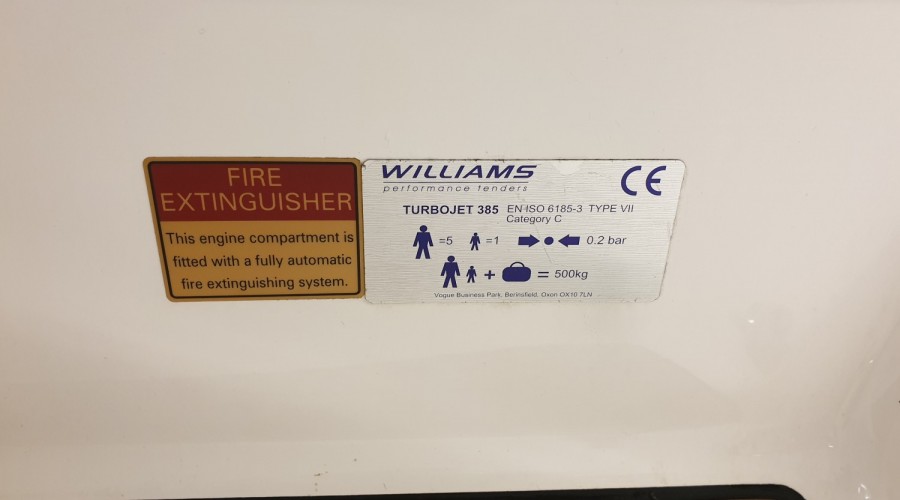 FIRE
EXTINGUISHER
This engine compartment is
fitted with a fully automatic
fire extinguishing system.
WILLIAMS
performance tenders
CE
TURBOJET 385 EN ISO 6185-3 TYPE VII
Category C
=5 =1 0.2 bar
+ = 500kg
Vogue Business Park, Berinsfield, Oxon OX10 7LN